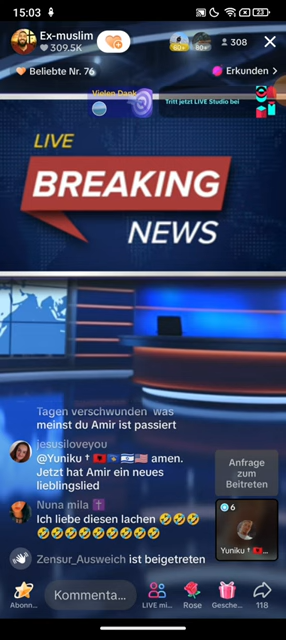 15:03
23
Ex-muslim
309.5K
60+
80+
308
Beliebte Nr. 76
Erkunden >
Vielen Dank
Tritt jetzt LIVE Studio bei
LIVE
BREAKING
NEWS
Tagen verschwunden was
meinst du Amir ist passiert
jesusiloveyou
@Yuniku † 🇦🇱🇽🇰🇮🇱🇺🇸 amen.
Jetzt hat Amir ein neues
lieblingslied
Nuna mila ✝️
Ich liebe diesen lachen 🤣🤣🤣
🤣🤣🤣🤣🤣🤣🤣🤣🤣
Zensur_Ausweich ist beigetreten
Anfrage
zum
Beitreten
6
Yuniku † 🇦🇱...
Abonn...
Kommenta...
LIVE mi...
Rose
Gesche...
118